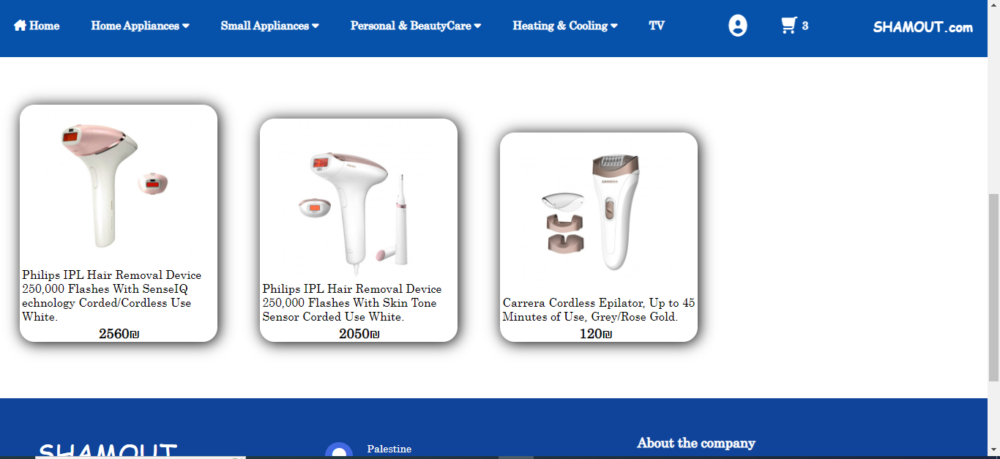 Home Home Appliances Small Appliances Personal & BeautyCare Heating & Cooling TV 3 SHAMOUT.com
Philips IPL Hair Removal Device
250,000 Flashes With SenseIQ
echnology Corded/Cordless Use
White.
2560₪
Philips IPL Hair Removal Device
250,000 Flashes With Skin Tone
Sensor Corded Use White.
2050₪
CARRERA
Carrera Cordless Epilator, Up to 45
Minutes of Use, Grey/Rose Gold.
120₪
SHAMOUT
Palestine
About the company